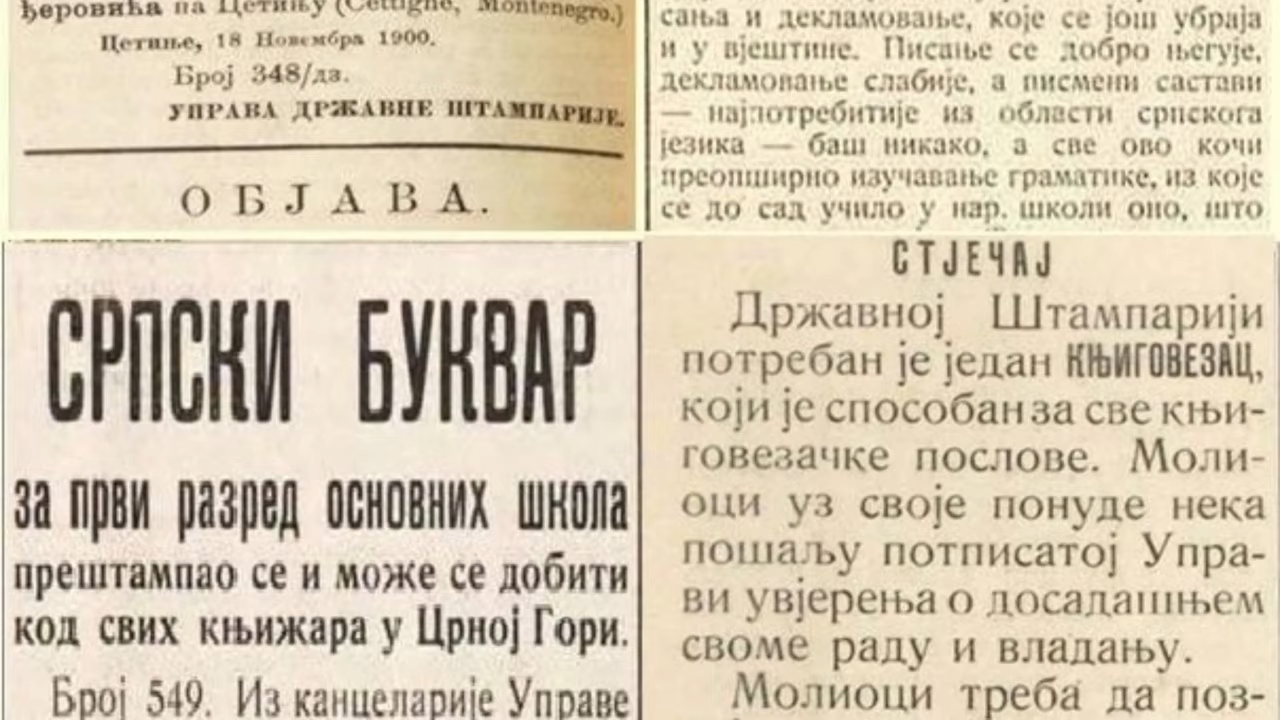 ђеровића на Цетињу (Cettigne, Montenegro.)
Цетиње, 18 Новембра 1900.
Број 348/дз.
УПРАВА ДРЖАВНЕ ШТАМПАРИЈЕ.
ОБЈАВА.
сања и декламовање, које се још убраја
и у вјештине. Писање се добро његује,
декламовање слабије, а писмени састави
— најпотребитије из области српскога
језика — баш никако, а све ово кочи
преопширно изучавање граматике, из које
се до сад учило у нар. школи оно, што
СРПСКИ БУКВАР
за први разред основних школа
прештампао се и може се добити
код свих књижара у Црној Гори.
Број 549. Из канцеларије Управе
СТЈЕЧАЈ
Државној Штампарији
потребан је један КЊИГОВЕЗАЦ,
који је способан за све књи-
говезачке послове. Моли-
оци уз своје понуде нека
пошаљу потписатој Упра-
ви увјерења о досадашњем
своме раду и владању.
Молиоци треба да поз-